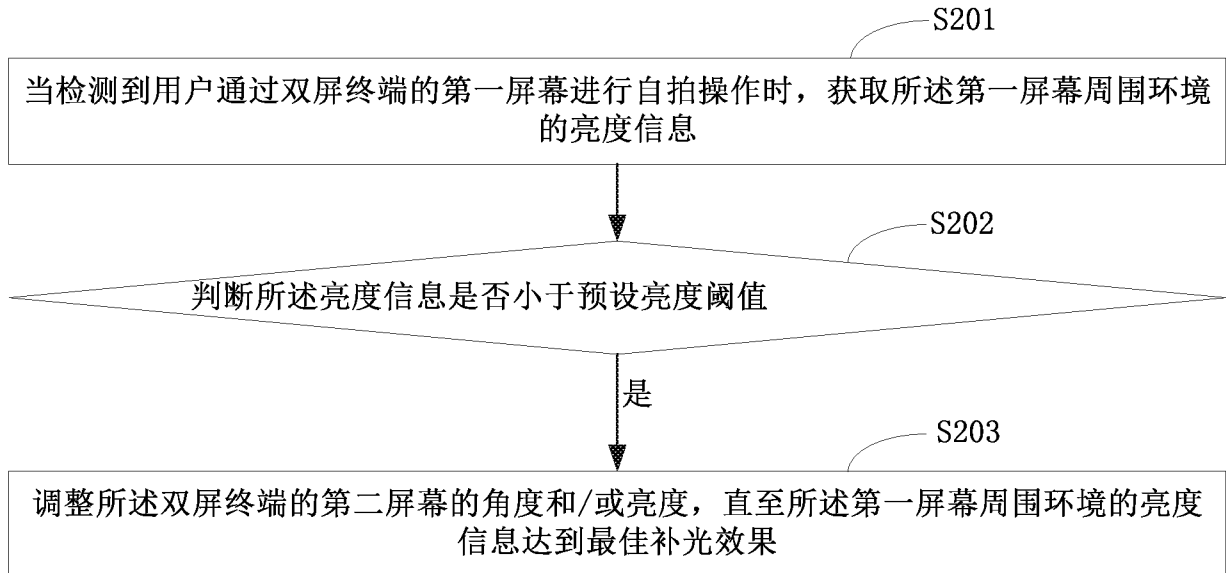 S201
当检测到用户通过双屏终端的第一屏幕进行自拍操作时，获取所述第一屏幕周围环境
的亮度信息
S202
判断所述亮度信息是否小于预设亮度阈值
是
S203
调整所述双屏终端的第二屏幕的角度和/或亮度，直至所述第一屏幕周围环境的亮度
信息达到最佳补光效果